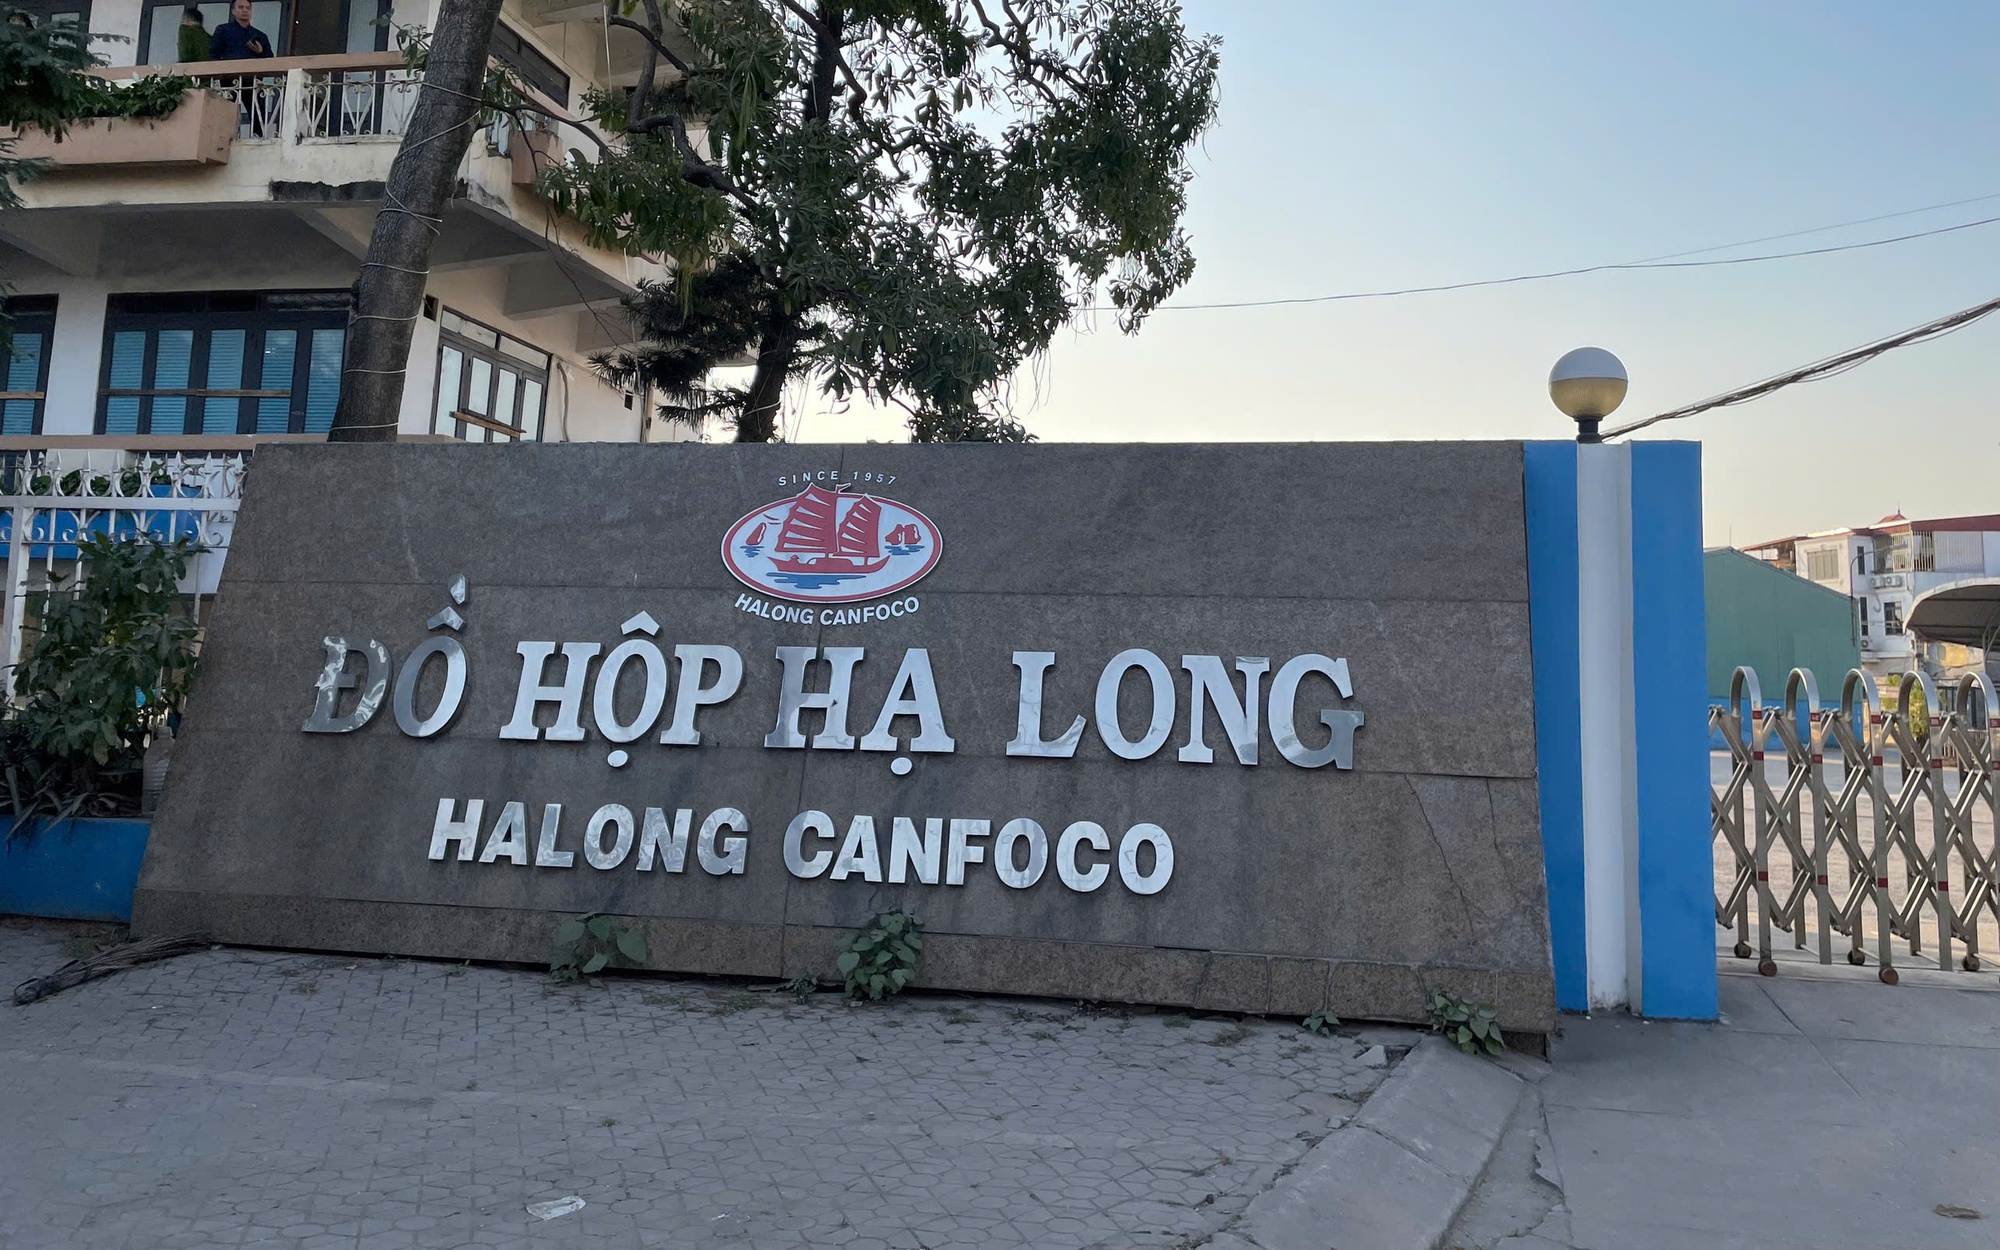 SINCE 1957
HALONG CANFOCO
ĐỒ HỘP HẠ LONG
HALONG CANFOCO